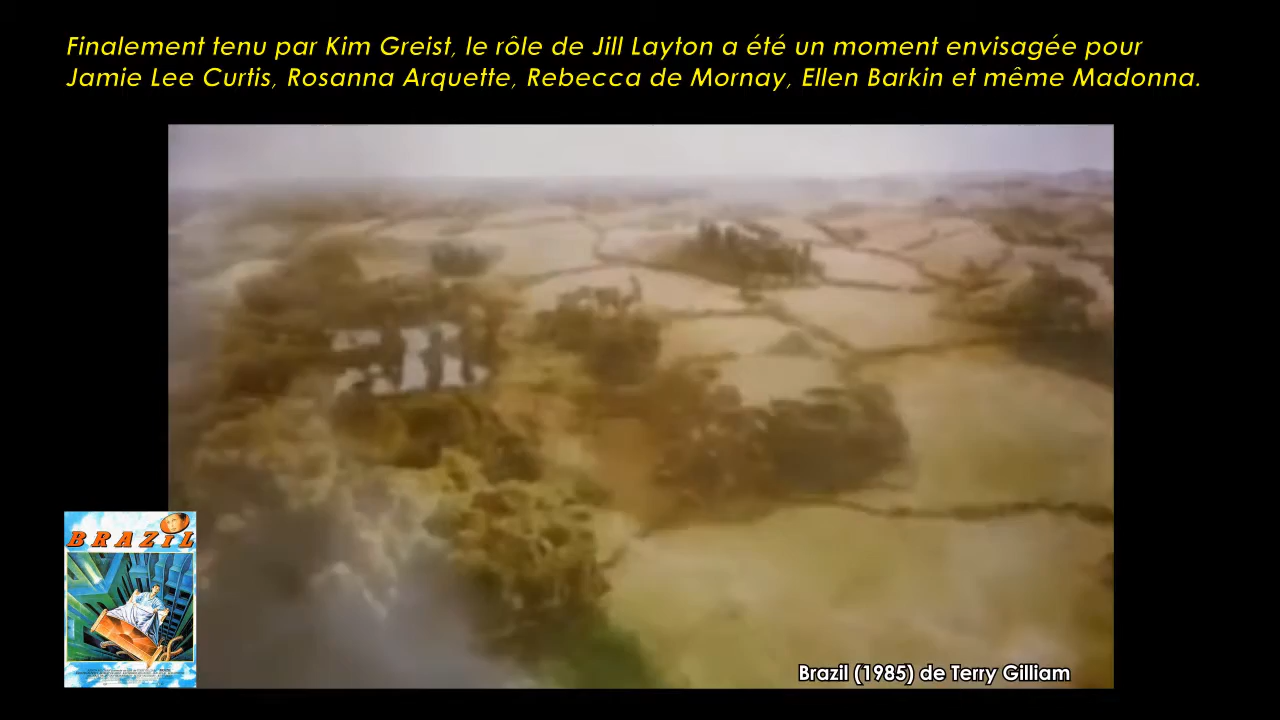 Finalement tenu par Kim Greist, le rôle de Jill Layton a été un moment envisagée pour
Jamie Lee Curtis, Rosanna Arquette, Rebecca de Mornay, Ellen Barkin et même Madonna.
BRAZIL
Brazil (1985) de Terry Gilliam